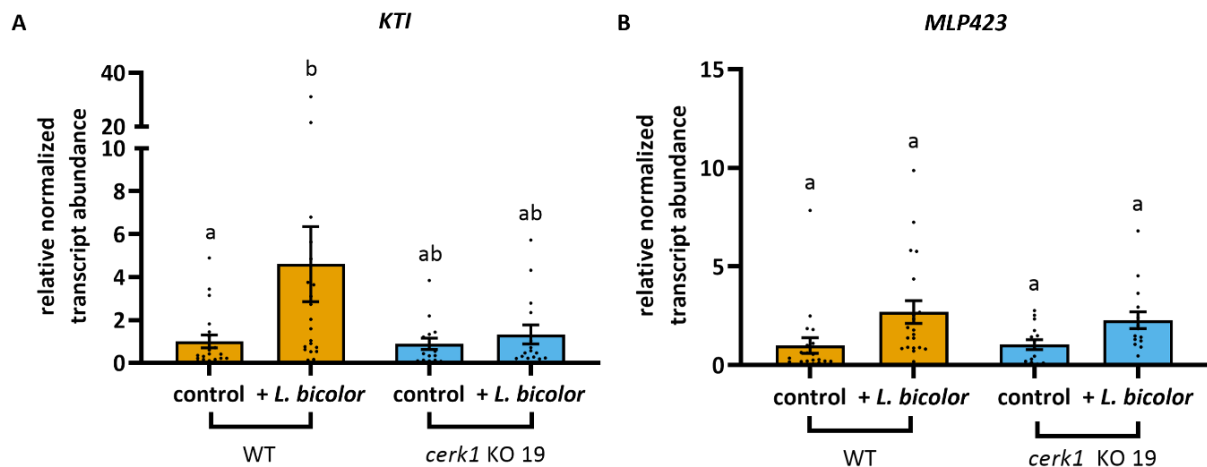 A
KTI
relative normalized
transcript abundance
40
20
10
8
6
4
2
0
a
b
ab
ab
control + L. bicolor
control + L. bicolor
WT
cerk1 KO 19
B
MLP423
relative normalized
transcript abundance
15
10
5
0
a
a
a
a
control + L. bicolor
control + L. bicolor
WT
cerk1 KO 19